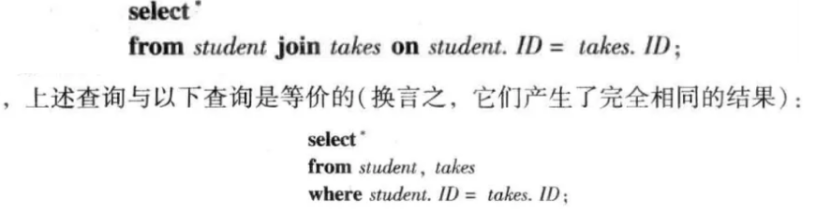 select *
from student join takes on student. ID = takes. ID;
，上述查询与以下查询是等价的(换言之，它们产生了完全相同的结果)：
select *
from student, takes
where student. ID = takes. ID;